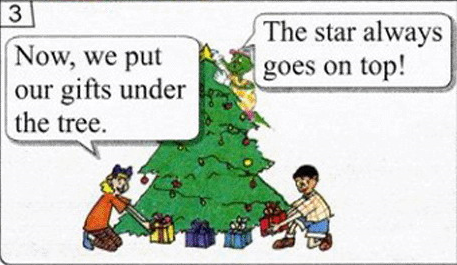 3
Now, we put
our gifts under
the tree.
The star always
goes on top!